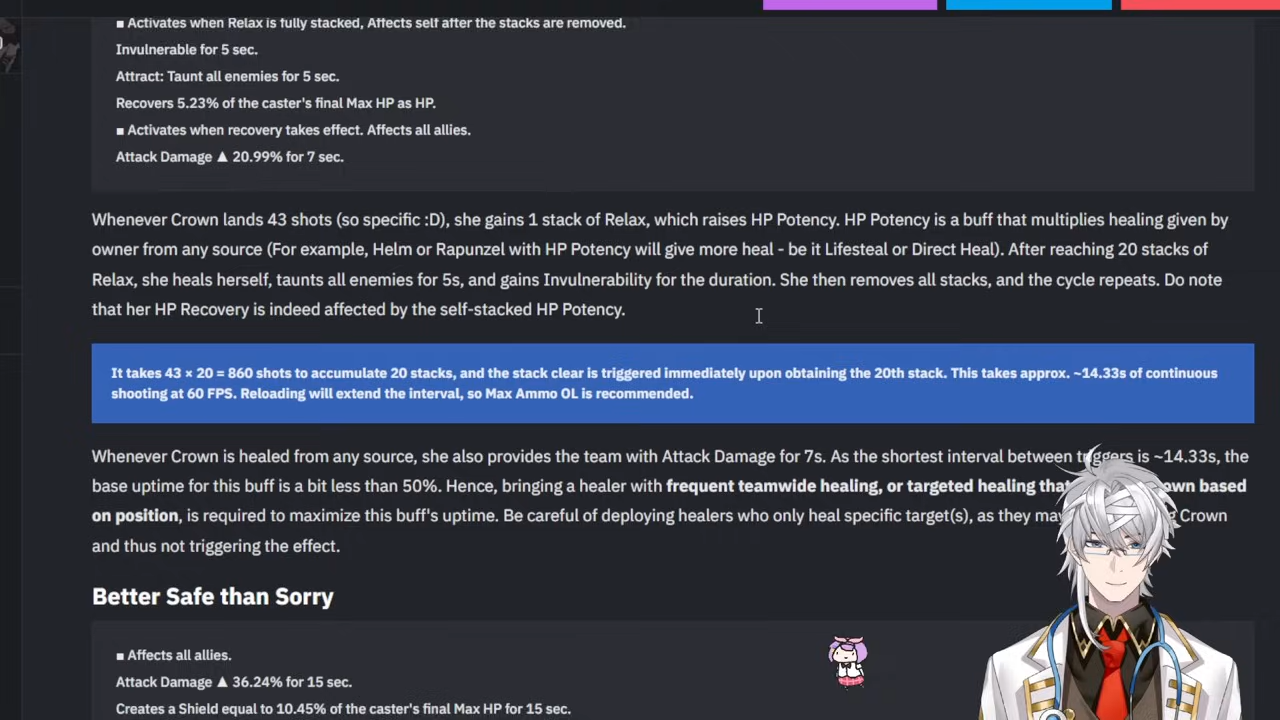 ■ Activates when Relax is fully stacked, Affects self after the stacks are removed.
Invulnerable for 5 sec.
Attract: Taunt all enemies for 5 sec.
Recovers 5.23% of the caster's final Max HP as HP.
■ Activates when recovery takes effect. Affects all allies.
Attack Damage ▲ 20.99% for 7 sec.
Whenever Crown lands 43 shots (so specific :D), she gains 1 stack of Relax, which raises HP Potency. HP Potency is a buff that multiplies healing given by
owner from any source (For example, Helm or Rapunzel with HP Potency will give more heal - be it Lifesteal or Direct Heal). After reaching 20 stacks of
Relax, she heals herself, taunts all enemies for 5s, and gains Invulnerability for the duration. She then removes all stacks, and the cycle repeats. Do note
that her HP Recovery is indeed affected by the self-stacked HP Potency.
It takes 43 × 20 = 860 shots to accumulate 20 stacks, and the stack clear is triggered immediately upon obtaining the 20th stack. This takes approx. ~14.33s of continuous
shooting at 60 FPS. Reloading will extend the interval, so Max Ammo OL is recommended.
Whenever Crown is healed from any source, she also provides the team with Attack Damage for 7s. As the shortest interval between triggers is ~14.33s, the
base uptime for this buff is a bit less than 50%. Hence, bringing a healer with frequent teamwide healing, or targeted healing that based
on position, is required to maximize this buff's uptime. Be careful of deploying healers who only heal specific target(s), as they may Crown
and thus not triggering the effect.
Better Safe than Sorry
■ Affects all allies.
Attack Damage ▲ 36.24% for 15 sec.
Creates a Shield equal to 10.45% of the caster's final Max HP for 15 sec.